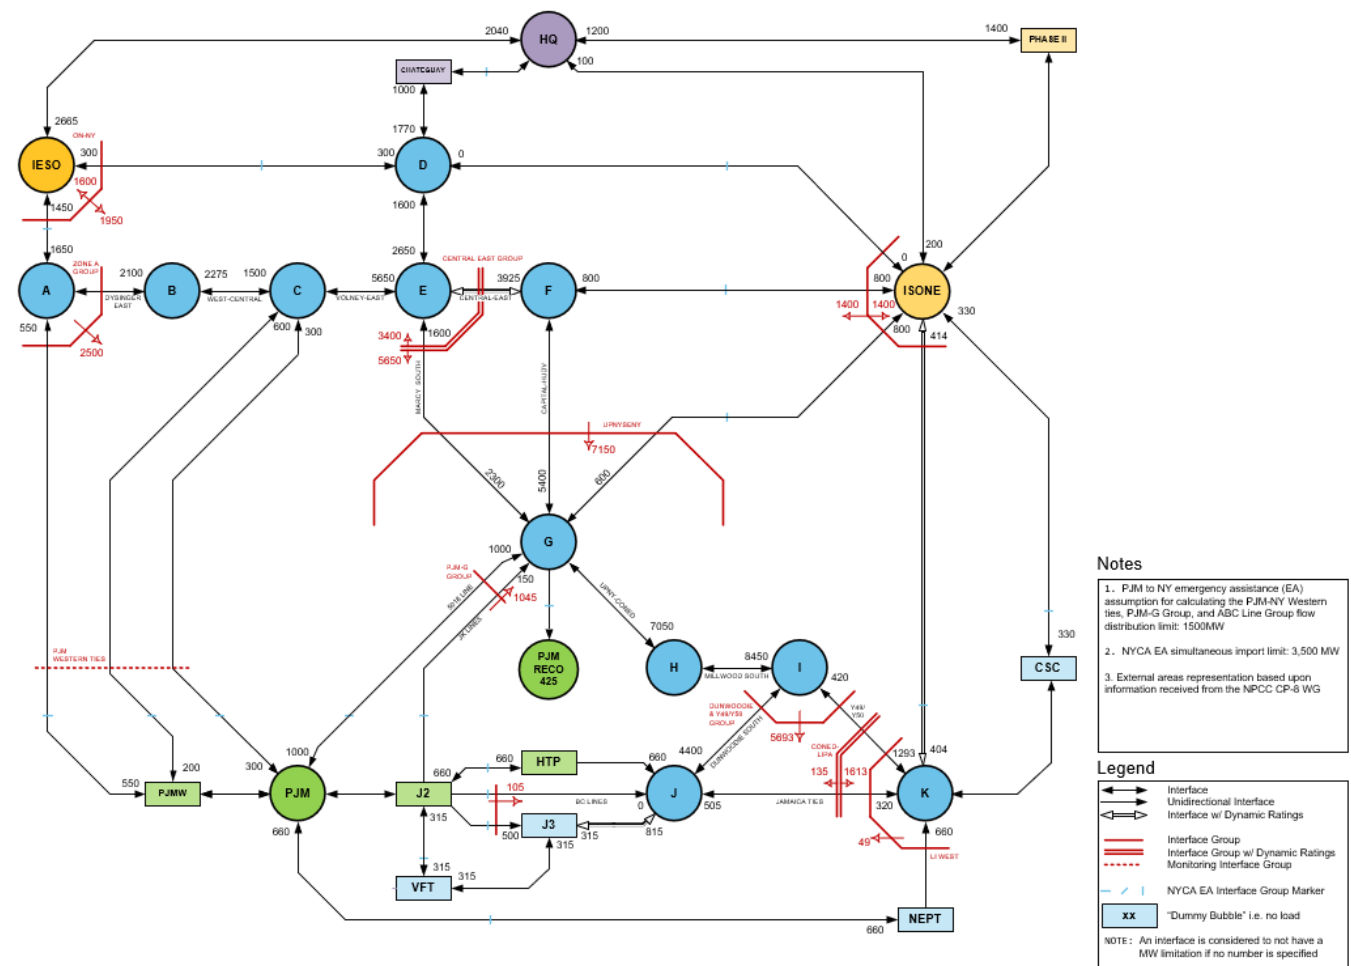 2040
HQ
1200
1400
PHASE II
100
CHATEGUAY
1000
2665
ON-NY
1770
IESO
300
300
D
0
1600
1450
1950
1600
200
1650
ZONE A
GROUP
2650
CENTRAL EAST GROUP
0
A
2100
B
2275
1500
C
5650
E
3925
F
800
800
ISONE
DYSINGER
EAST
WEST-CENTRAL
VOLNEY-EAST
CENTRAL-EAST
1400
1400
330
550
600
300
1600
800
414
2500
3400
5650
MARCY SOUTH
CAPITAL-HUDV
UPNYSENY
7150
2300
5400
600
G
1000
PJM-G
GROUP
150
1045
5018 LINE
JK LINES
UPNY-CONED
7050
PJM
WESTERN TIES
PJM
RECO
425
H
8450
MILLWOOD SOUTH
I
420
330
CSC
DUNWOODIE
& Y49/Y50
GROUP
Y49/
Y50
5693
DUNWOODIE SOUTH
CONED-
LIPA
1000
4400
1293
404
300
200
660
660
HTP
660
135
1613
550
PJMW
PJM
J2
105
BC LINES
0
J
505
JAMAICA TIES
320
K
660
315
500
J3
315
815
660
315
49
LI WEST
315
VFT
315
NEPT
660
Notes
1. PJM to NY emergency assistance (EA)
assumption for calculating the PJM-NY Western
ties, PJM-G Group, and ABC Line Group flow
distribution limit: 1500MW
2. NYCA EA simultaneous import limit: 3,500 MW
3. External areas representation based upon
information received from the NPCC CP-8 WG
Legend
Interface
Unidirectional Interface
Interface w/ Dynamic Ratings
Interface Group
Interface Group w/ Dynamic Ratings
Monitoring Interface Group
NYCA EA Interface Group Marker
xx
"Dummy Bubble" i.e. no load
NOTE: An interface is considered to not have a
MW limitation if no number is specified